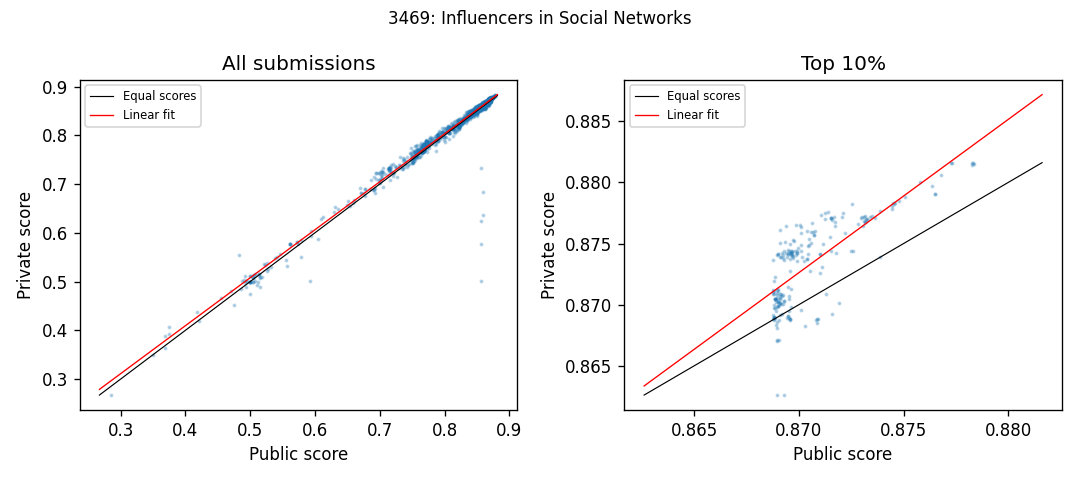 3469: Influencers in Social Networks
All submissions
Equal scores
Linear fit
0.9
0.8
0.7
0.6
0.5
0.4
0.3
Private score
0.3 0.4 0.5 0.6 0.7 0.8 0.9
Public score
Top 10%
Equal scores
Linear fit
0.885
0.880
0.875
0.870
0.865
Private score
0.865 0.870 0.875 0.880
Public score